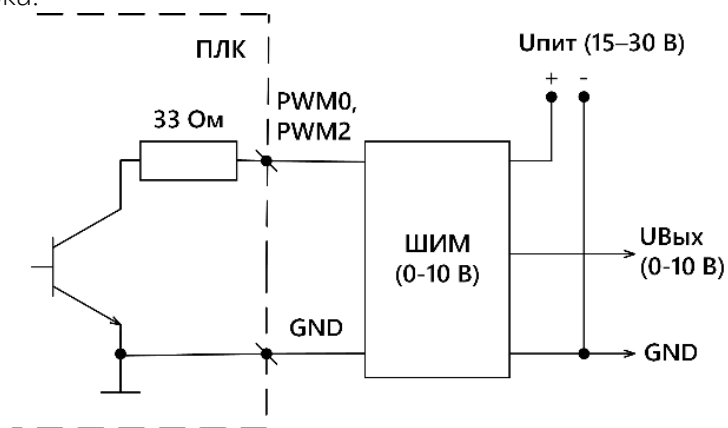 ПЛК
Uпит (15–30 В)
+ -
33 Ом
PWM0,
PWM2
ШИМ
(0-10 В)
UВых
(0-10 В)
GND
GND